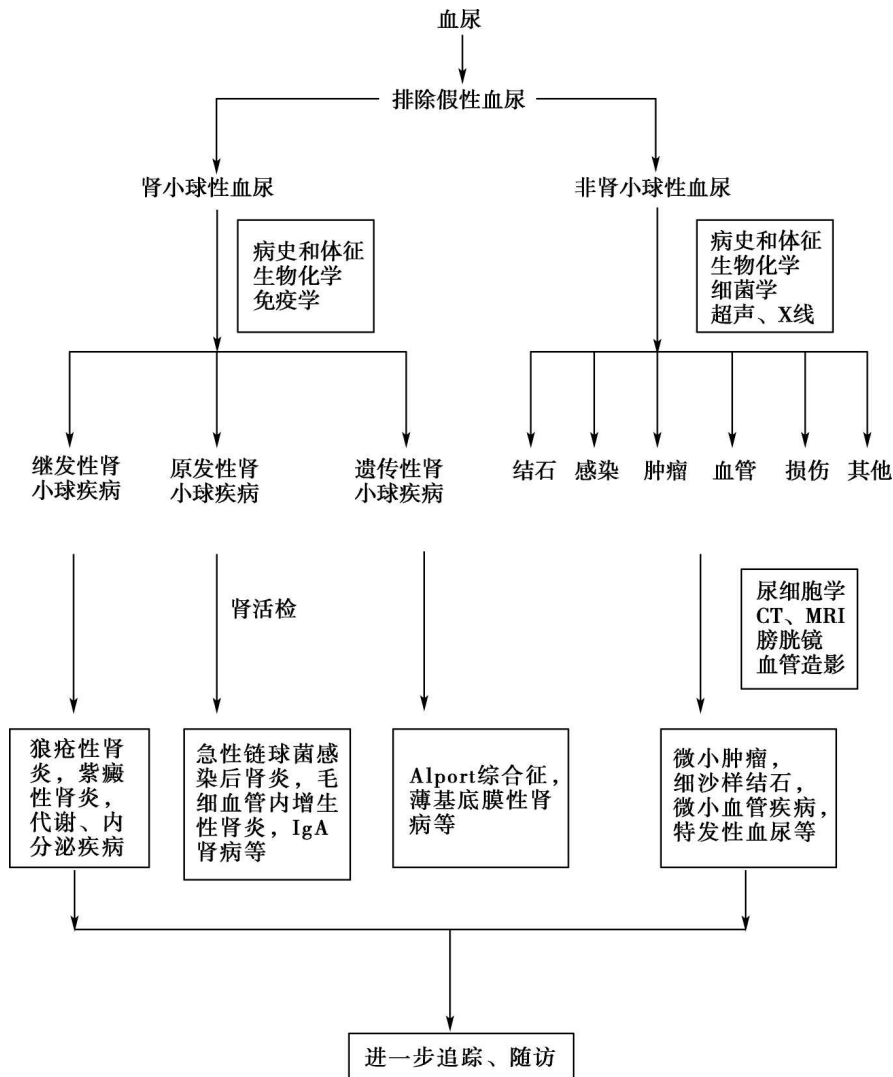 血尿
排除假性血尿
肾小球性血尿
非肾小球性血尿
病史和体征
生物化学
免疫学
病史和体征
生物化学
细菌学
超声、X线
继发性肾
小球疾病
原发性肾
小球疾病
遗传性肾
小球疾病
结石
感染
肿瘤
血管
损伤
其他
肾活检
尿细胞学
CT、MRI
膀胱镜
血管造影
狼疮性肾
炎，紫癜
性肾炎，
代谢、内
分泌疾病
急性链球菌感
染后肾炎，毛
细血管内增生
性肾炎，IgA
肾病等
Alport综合征，
薄基底膜性肾
病等
微小肿瘤，
细沙样结石，
微小血管疾病，
特发性血尿等
进一步追踪、随访